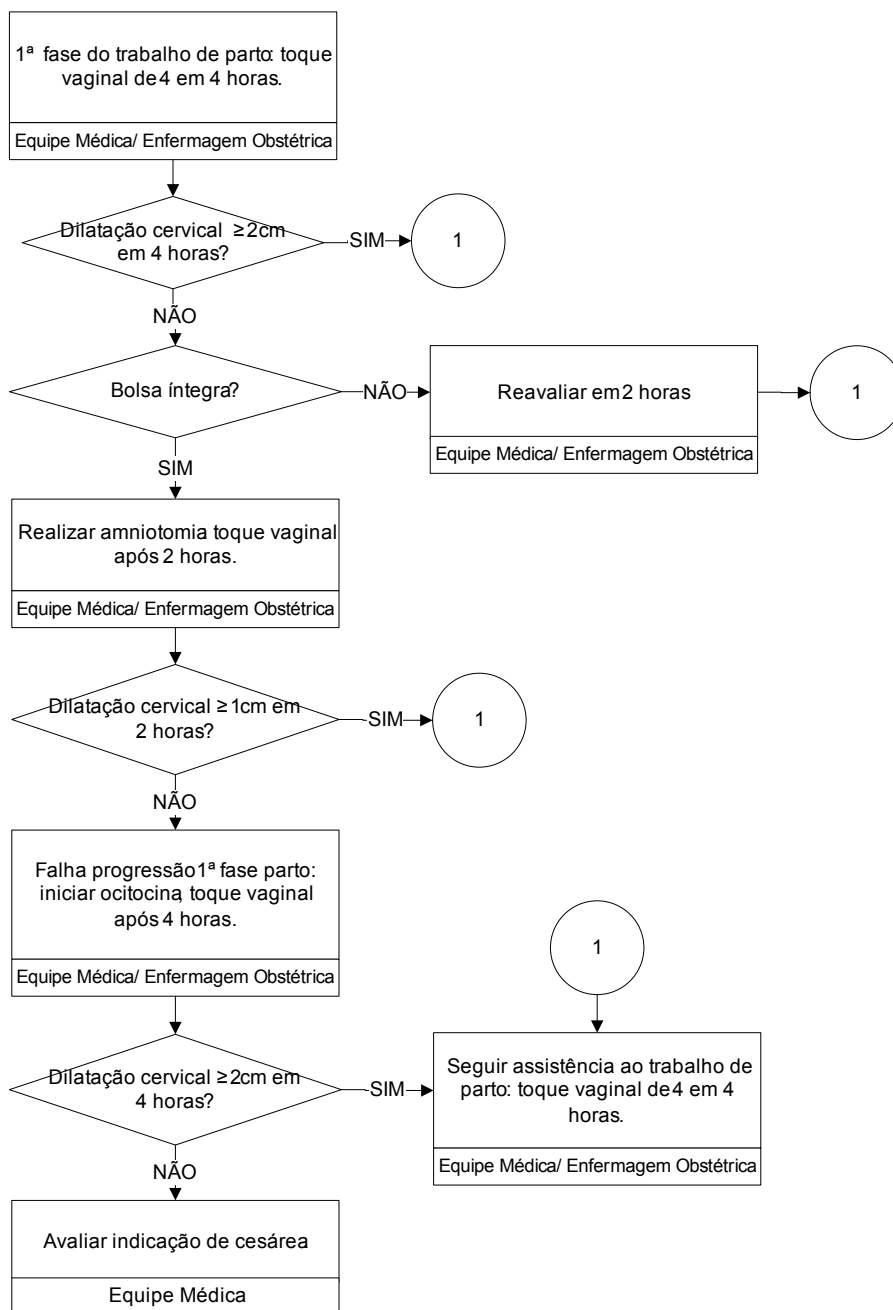 1ª fase do trabalho de parto: toque
vaginal de 4 em 4 horas.
Equipe Médica/ Enfermagem Obstétrica
Dilatação cervical ≥2cm
em 4 horas?
SIM
1
NÃO
Bolsa íntegra?
NÃO
Reavaliar em 2 horas
Equipe Médica/ Enfermagem Obstétrica
1
SIM
Realizar amniotomia toque vaginal
após 2 horas.
Equipe Médica/ Enfermagem Obstétrica
Dilatação cervical ≥1cm em
2 horas?
SIM
1
NÃO
Falha progressão 1ª fase parto:
iniciar ocitocina, toque vaginal
após 4 horas.
Equipe Médica/ Enfermagem Obstétrica
1
Dilatação cervical ≥2cm em
4 horas?
SIM
Seguir assistência ao trabalho de
parto: toque vaginal de 4 em 4
horas.
Equipe Médica/ Enfermagem Obstétrica
NÃO
Avaliar indicação de cesárea
Equipe Médica